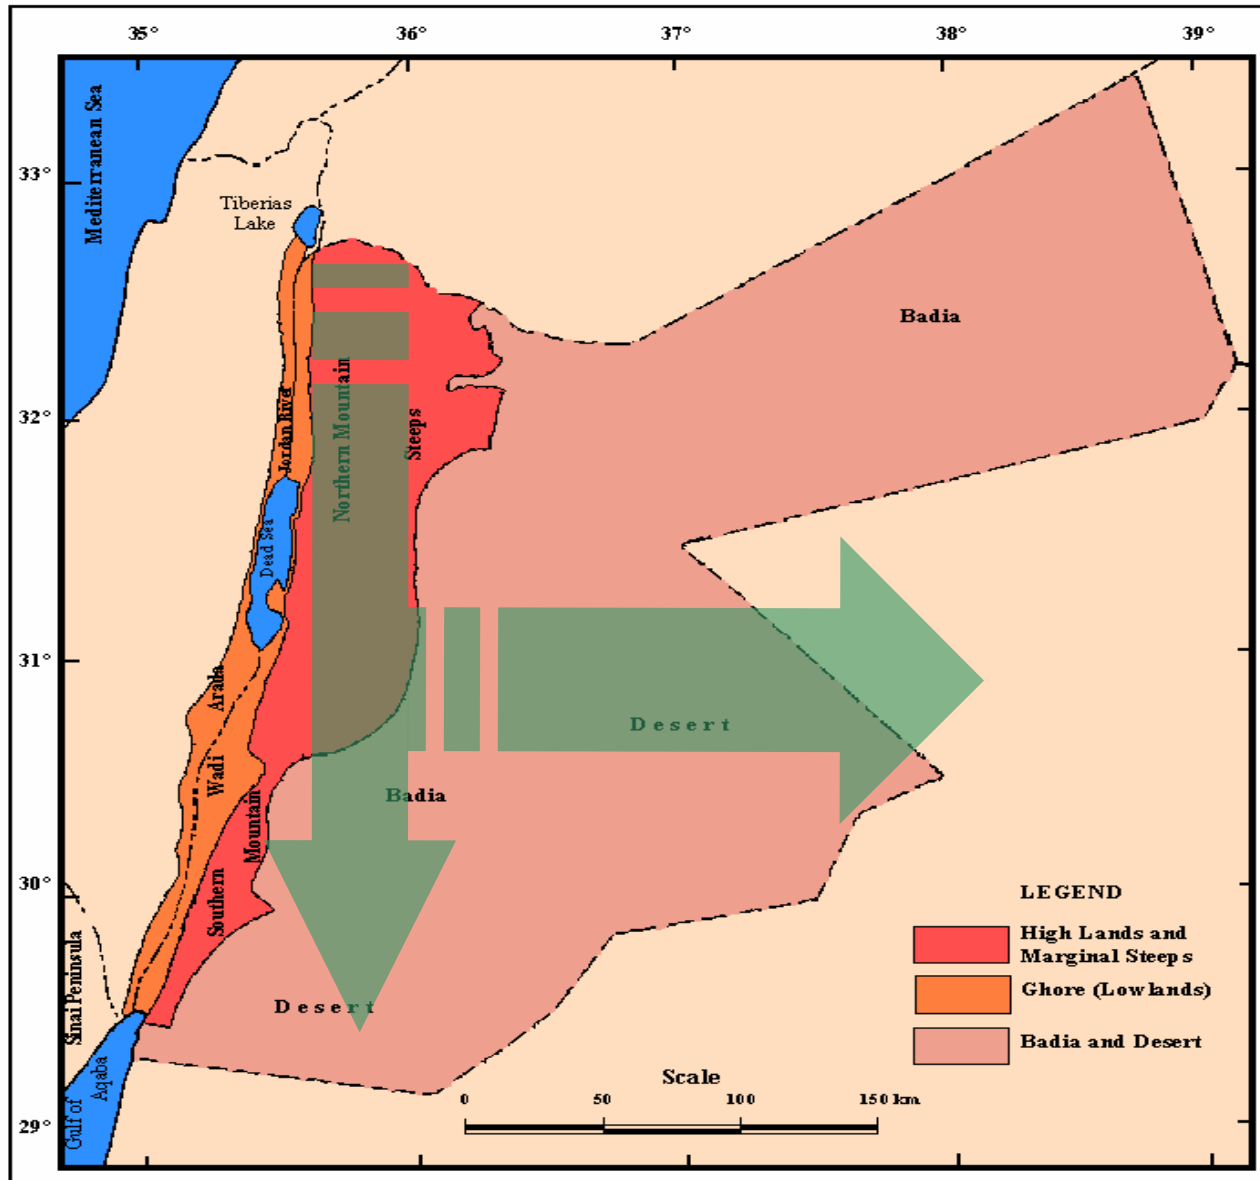 35°
36°
37°
38°
39°
33°
32°
31°
30°
29°
Mediterranean Sea
Tiberias
Lake
Badia
Jordan River
Northern Mountain
Steeps
Dead Sea
Wadi Araba
Desert
Badia
Southern Mountain
Desert
Sinai Peninsula
Gulf of
Aqaba
LEGEND
High Lands and
Marginal Steeps
Ghore (Lowlands)
Badia and Desert
Scale
0 50 100 150 km